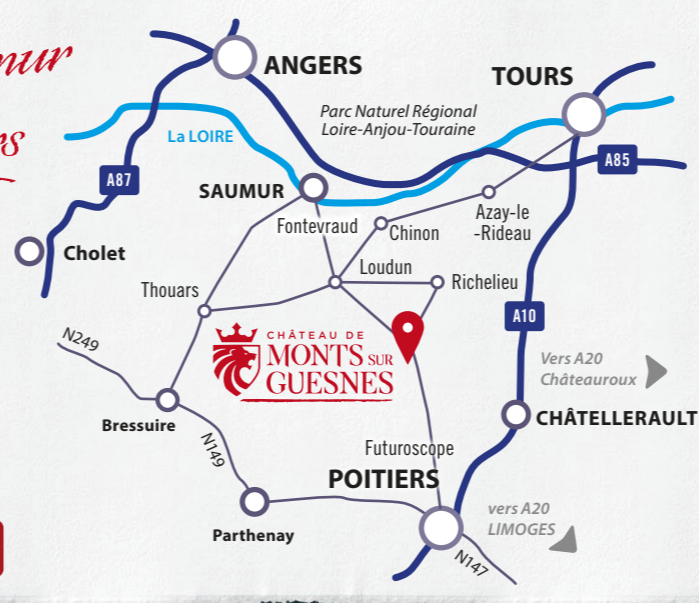 ANGERS
TOURS
Parc Naturel Régional
Loire-Anjou-Touraine
La LOIRE
A85
A87
SAUMUR
Azay-le
-Rideau
Fontevraud
Chinon
Cholet
Loudun
Richelieu
Thouars
A10
N249
CHÂTEAU DE
MONTS SUR
GUESNES
Vers A20
Châteauroux
Bressuire
CHÂTELLERAULT
N149
Futuroscope
POITIERS
vers A20
LIMOGES
Parthenay
N147